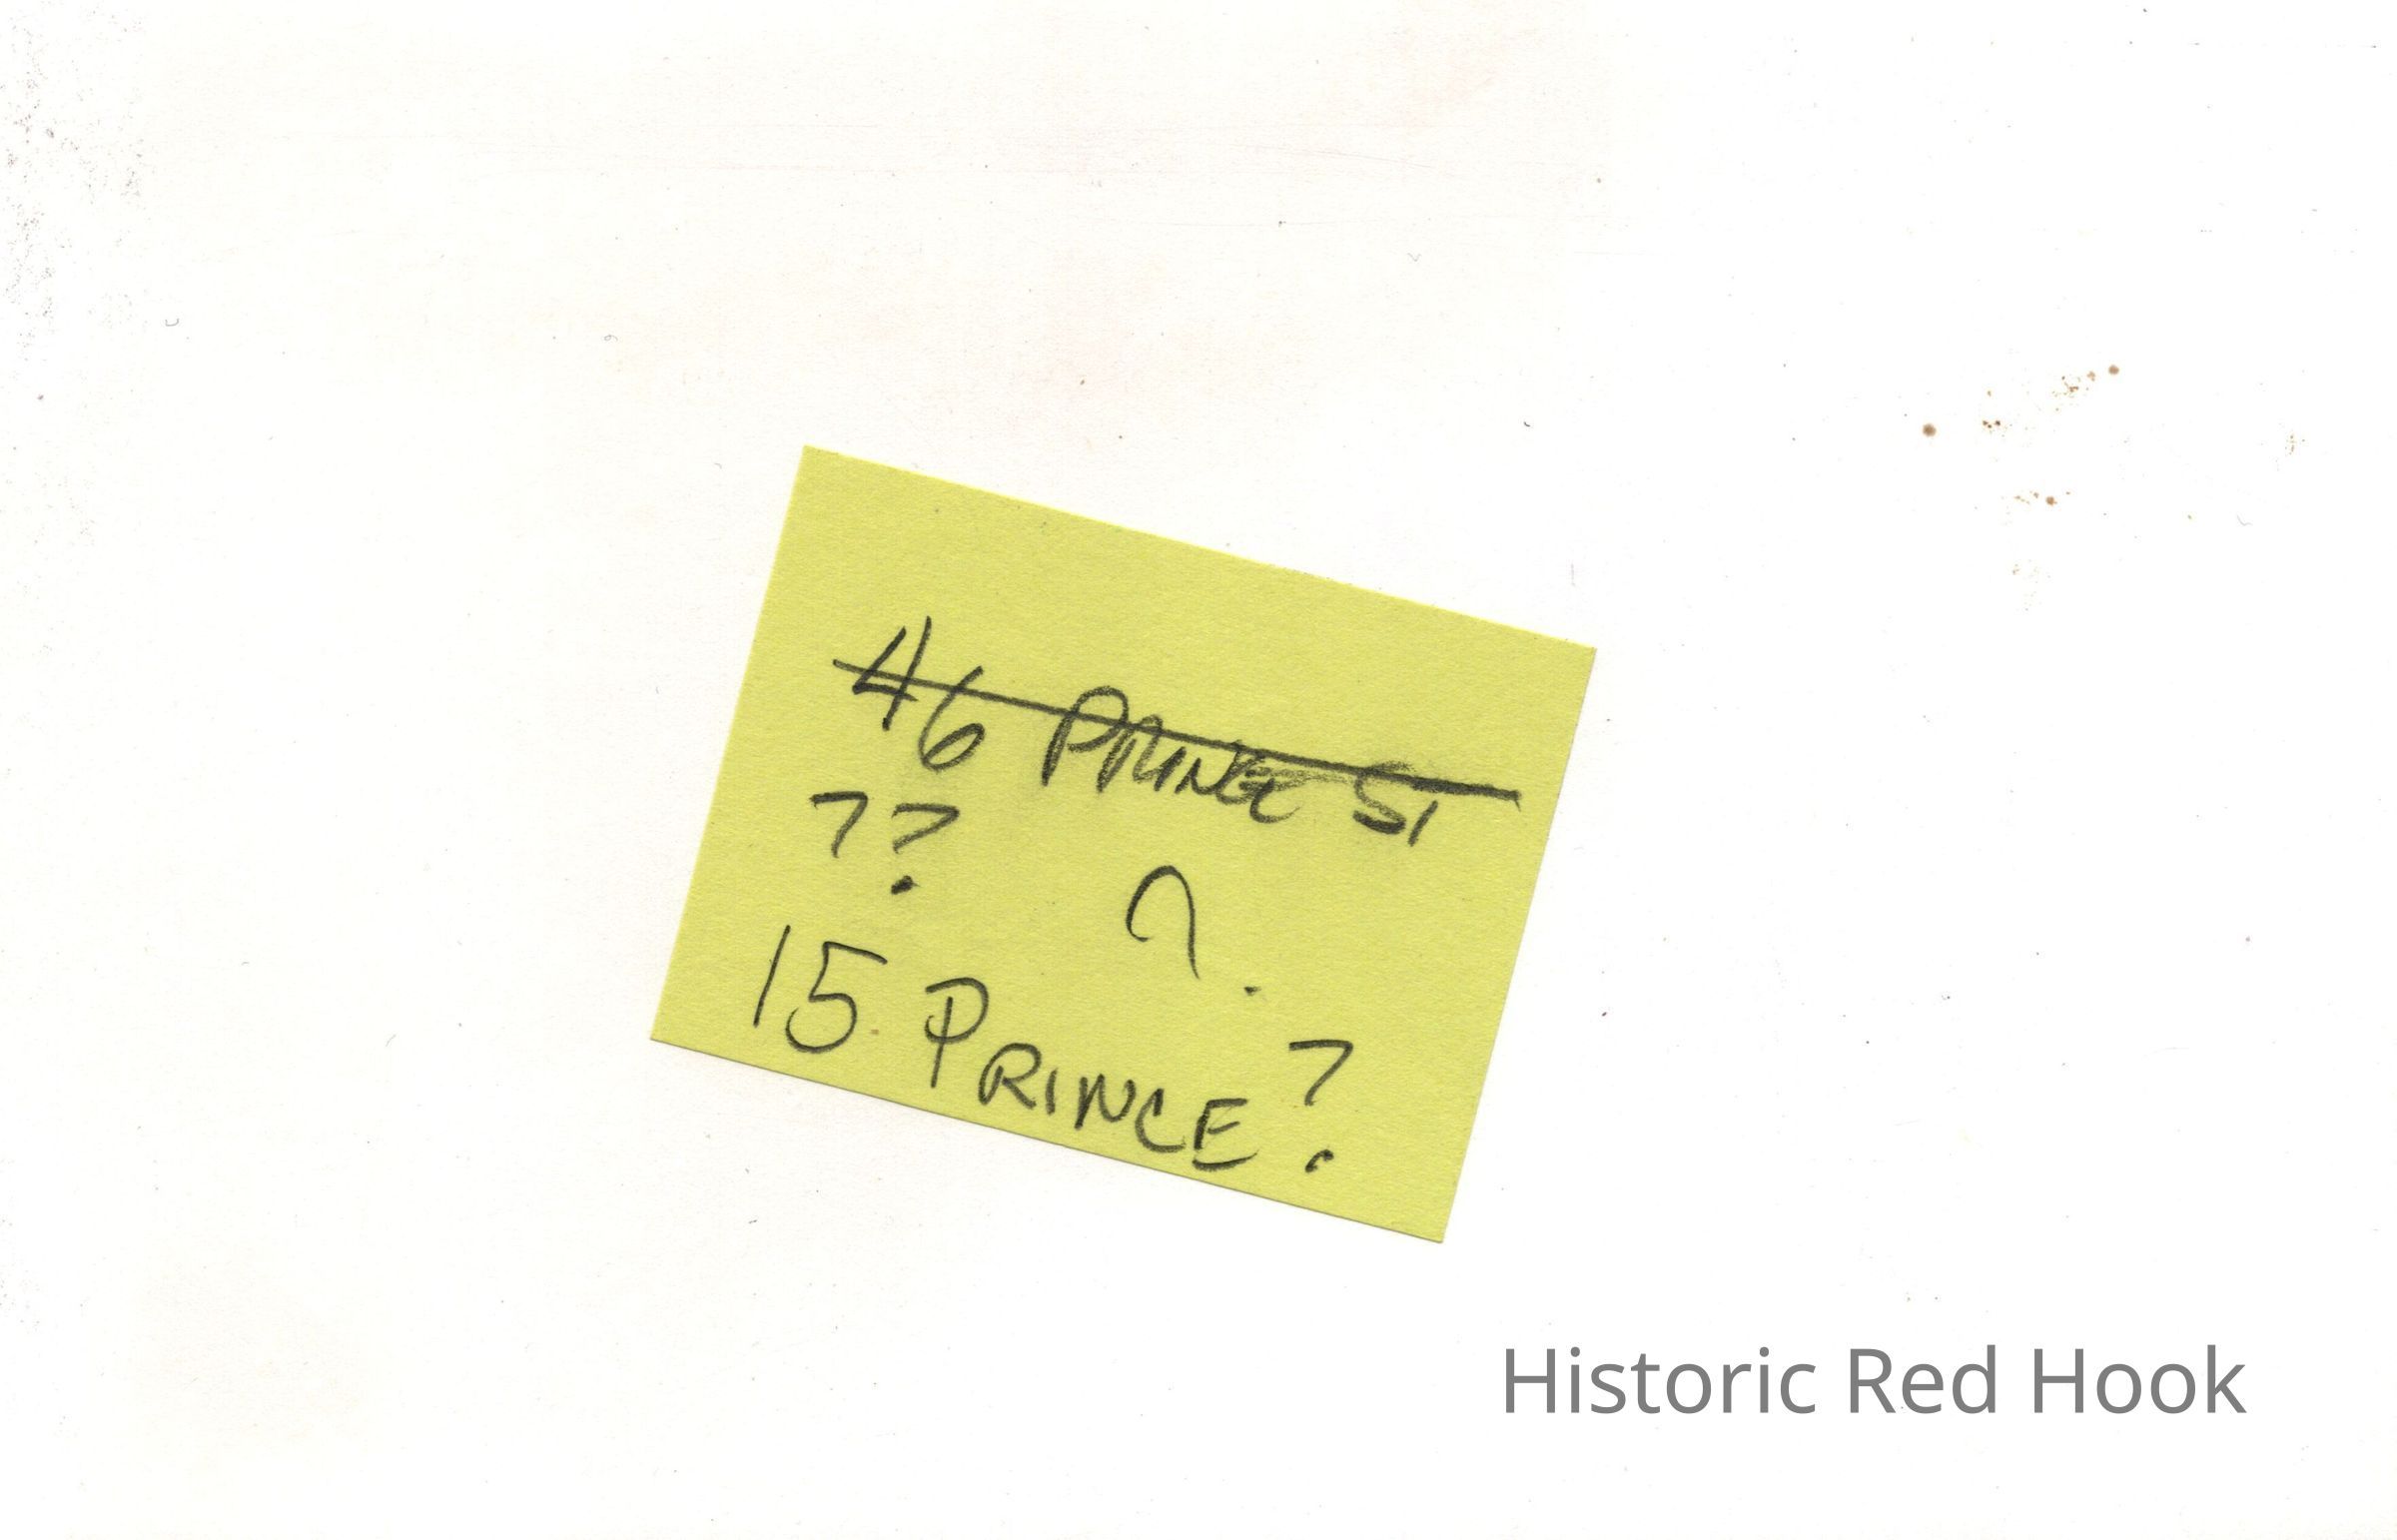 46 PRINCE ST
?? ?
15 PRINCE?
Historic Red Hook